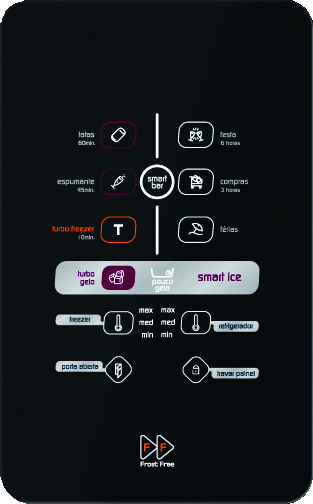 latas
60min.
festa
6 horas
espumante
45min.
smart
bar
compras
3 horas
turbo freezer
10min.
T
férias
turbo
gelo
pouco
gelo
smart ice
max max
freezer
med med
refrigerador
min min
porta aberta
travar painel
F F
Frost Free